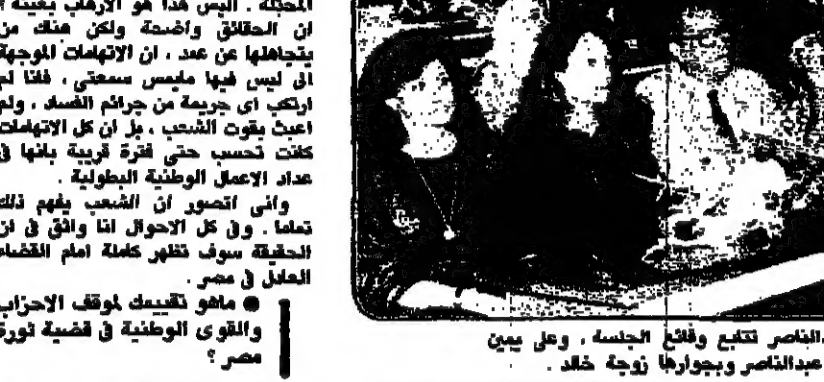 المحتلة . اليس هذا هو الارهاب بعينه ؟
ان الحقائق واضحة ولكن هناك من
يتجاهلها عن عمد ، ان الاتهامات الموجهة
الى ليس فيها مايمس سمعتى ، فانا لم
ارتكب اى جريمة من جرائم الفساد ، ولم
اعبث بقوت الشعب ، بل ان كل الاتهامات
كانت تحسب حتى فترة قريبة بانها فى
عداد الاعمال الوطنية البطولية .
وانى اتصور ان الشعب يفهم ذلك
تماما . وفى كل الاحوال انا واثق فى ان
الحقيقة سوف تظهر كاملة امام القضاء
العادل فى مصر .
● ماهو تقييمك لموقف الاحزاب
والقوى الوطنية فى قضية ثورة
مصر ؟
عبدالناصر تتابع وقائع الجلسة ، وعلى يمين
عبدالناصر وبجوارها زوجة خالد .